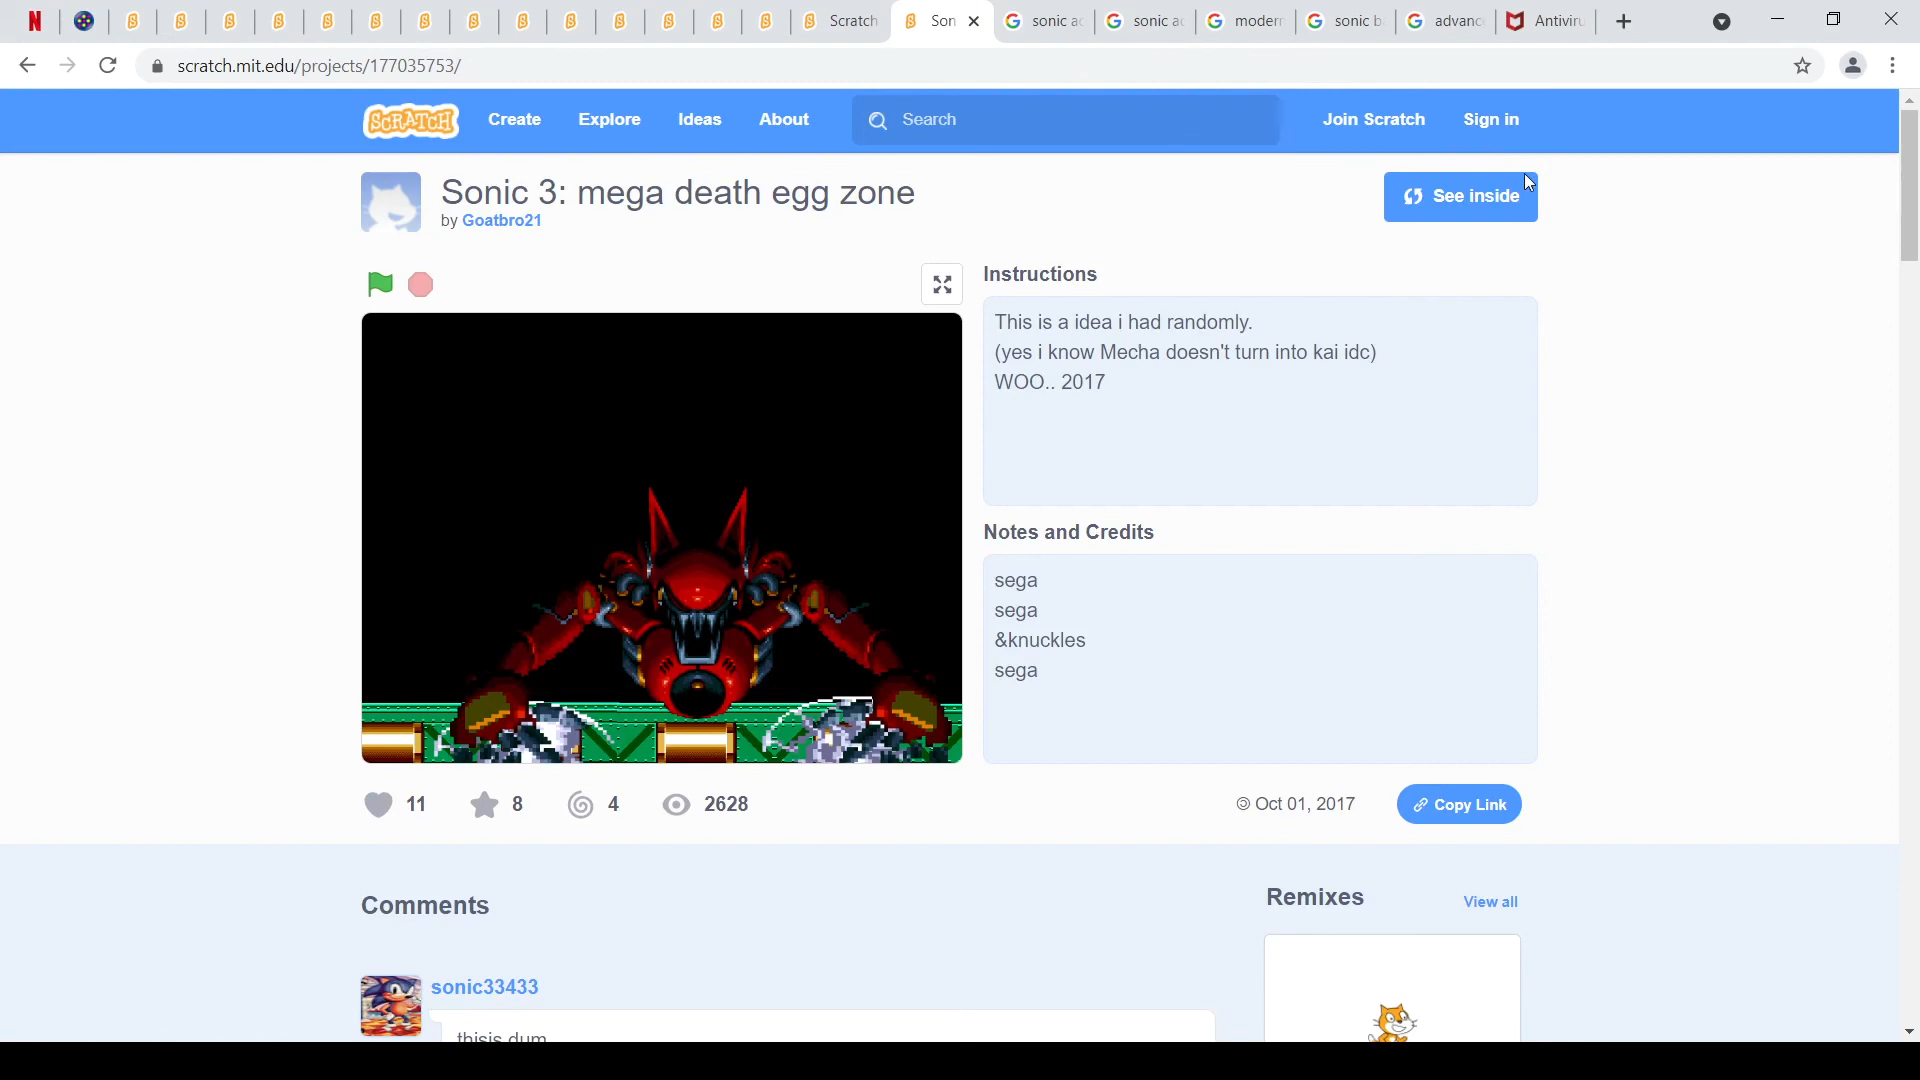 Scratch
Son
sonic ac
sonic ac
modern
sonic b
advanc
Antiviru
scratch.mit.edu/projects/177035753/
SCRATCH
Create
Explore
Ideas
About
Search
Join Scratch
Sign in
Sonic 3: mega death egg zone
by Goatbro21
See inside
Instructions
This is a idea i had randomly.
(yes i know Mecha doesn't turn into kai idc)
WOO.. 2017
Notes and Credits
sega
sega
&knuckles
sega
11
8
4
2628
© Oct 01, 2017
Copy Link
Comments
Remixes
View all
sonic33433
thisis dum